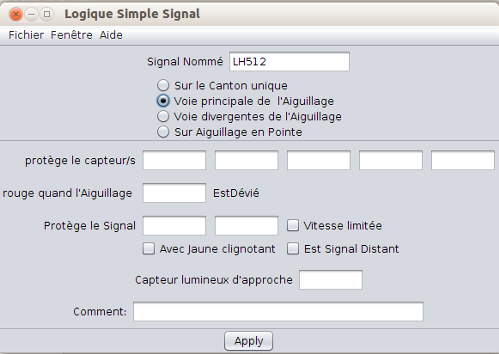 Logique Simple Signal
Fichier Fenêtre Aide
Signal Nommé LH512
Sur le Canton unique
Voie principale de l'Aiguillage
Voie divergentes de l'Aiguillage
Sur Aiguillage en Pointe
protège le capteur/s
rouge quand l'Aiguillage EstDévié
Protège le Signal Vitesse limitée
Avec Jaune clignotant Est Signal Distant
Capteur lumineux d'approche
Comment:
Apply